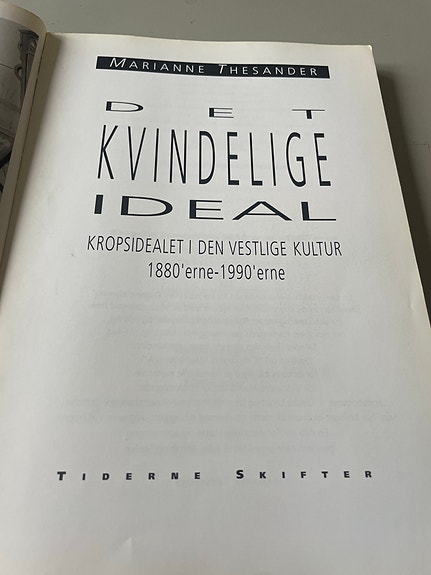 MARIANNE THESANDER
DET
KVINDELIGE
IDEAL
KROPSIDEALET I DEN VESTLIGE KULTUR
1880'erne-1990'erne
TIDERNE SKIFTER